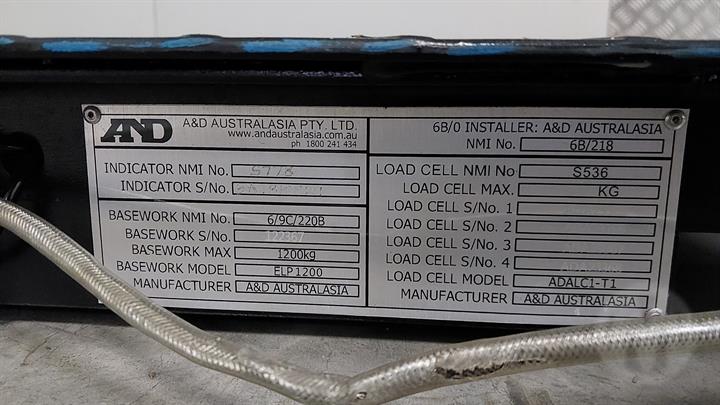 AND
A&D AUSTRALASIA PTY. LTD.
www.andaustralasia.com.au
ph 1800 241 434
INDICATOR NMI No.
INDICATOR S/No.
BASEWORK NMI No. 6/9C/220B
BASEWORK S/No. 122367
BASEWORK MAX 1200kg
BASEWORK MODEL ELP1200
MANUFACTURER A&D AUSTRALASIA
6B/0 INSTALLER: A&D AUSTRALASIA
NMI No. 6B/218
LOAD CELL NMI No S536
LOAD CELL MAX. KG
LOAD CELL S/No. 1
LOAD CELL S/No. 2
LOAD CELL S/No. 3
LOAD CELL S/No. 4
LOAD CELL MODEL ADALC1-T1
MANUFACTURER A&D AUSTRALASIA